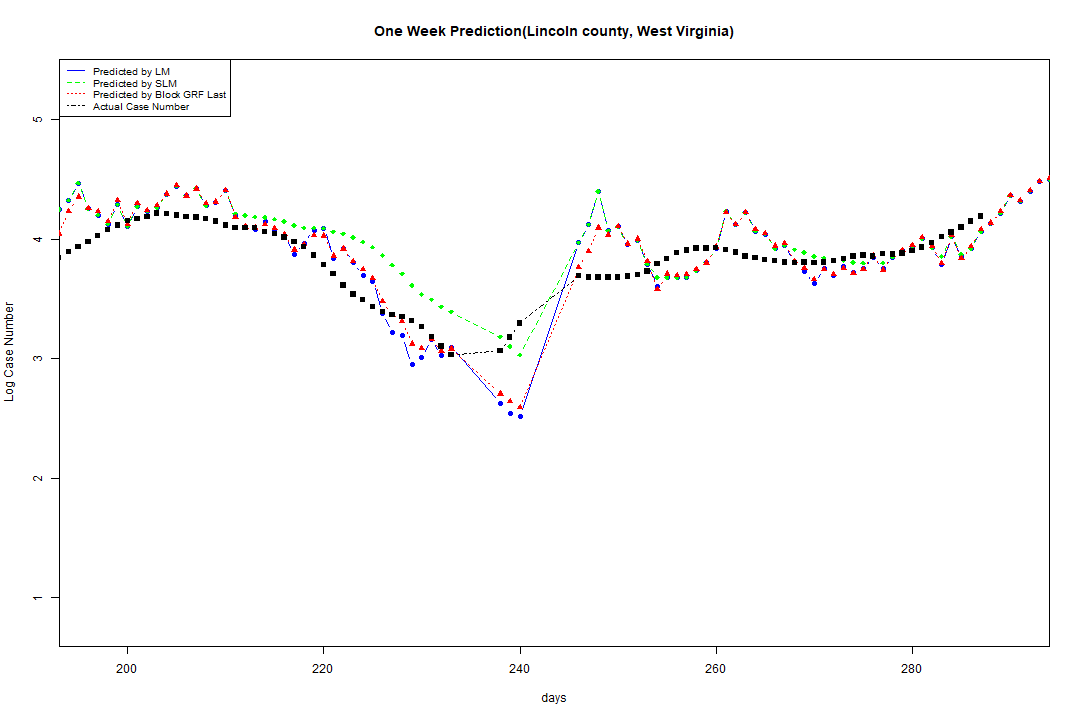 One Week Prediction(Lincoln county, West Virginia)
Predicted by LM
Predicted by SLM
Predicted by Block GRF Last
Actual Case Number
5
4
3
2
1
Log Case Number
200 220 240 260 280
days